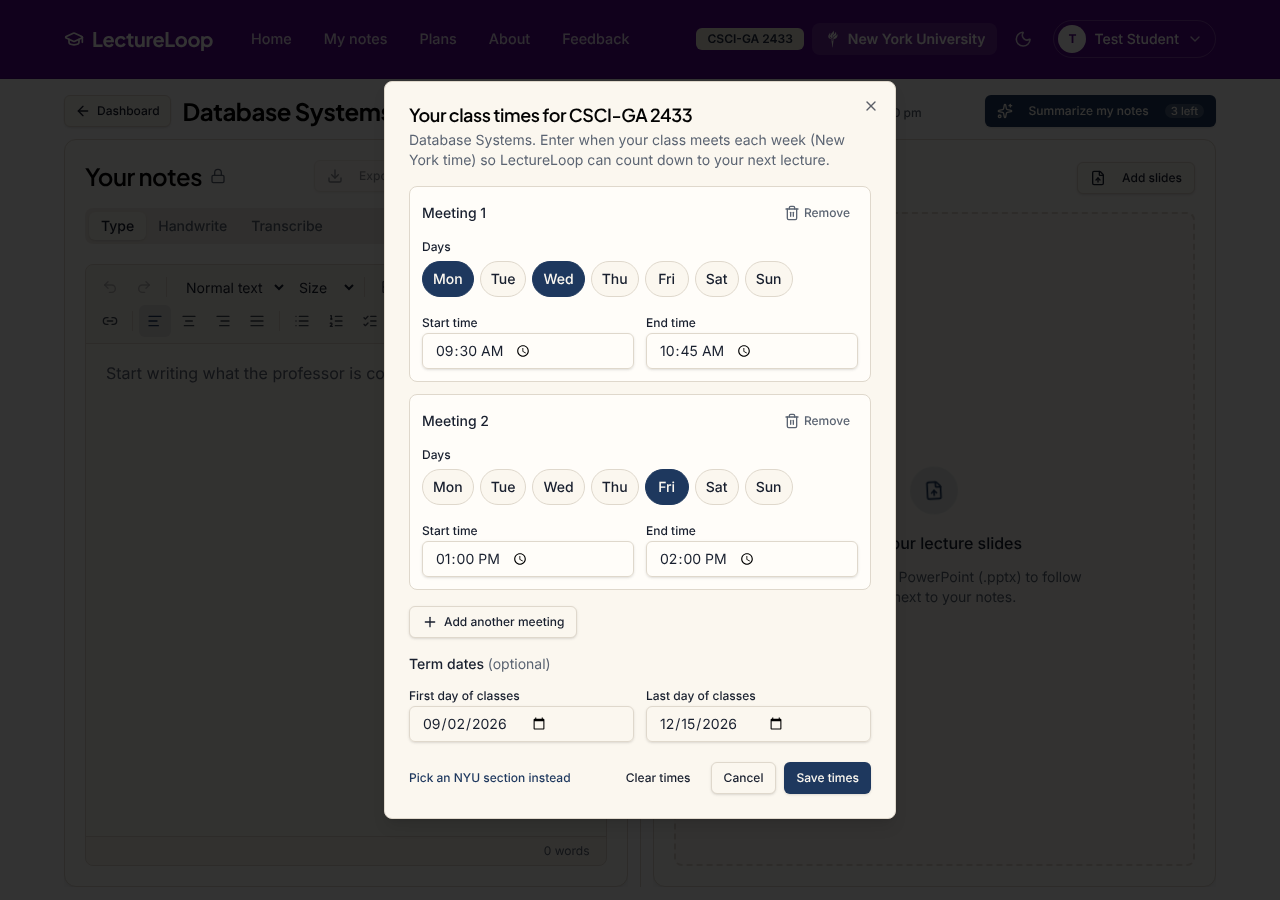 LectureLoop Home My notes Plans About Feedback CSCI-GA 2433 New York University T Test Student
Dashboard Database Systems pm Summarize my notes 3 left
Your class times for CSCI-GA 2433
Database Systems. Enter when your class meets each week (New
York time) so LectureLoop can count down to your next lecture.
Your notes Add slides
Type Handwrite Transcribe
Meeting 1 Remove
Days
Mon Tue Wed Thu Fri Sat Sun
Normal text Size
Start time End time
09:30 AM 10:45 AM
Start writing what the professor is
Meeting 2 Remove
Days
Mon Tue Wed Thu Fri Sat Sun
Start time End time
01:00 PM 02:00 PM
lecture slides
PowerPoint (.pptx) to follow
next to your notes.
Add another meeting
Term dates (optional)
First day of classes Last day of classes
09/02/2026 12/15/2026
Pick an NYU section instead Clear times Cancel Save times
0 words